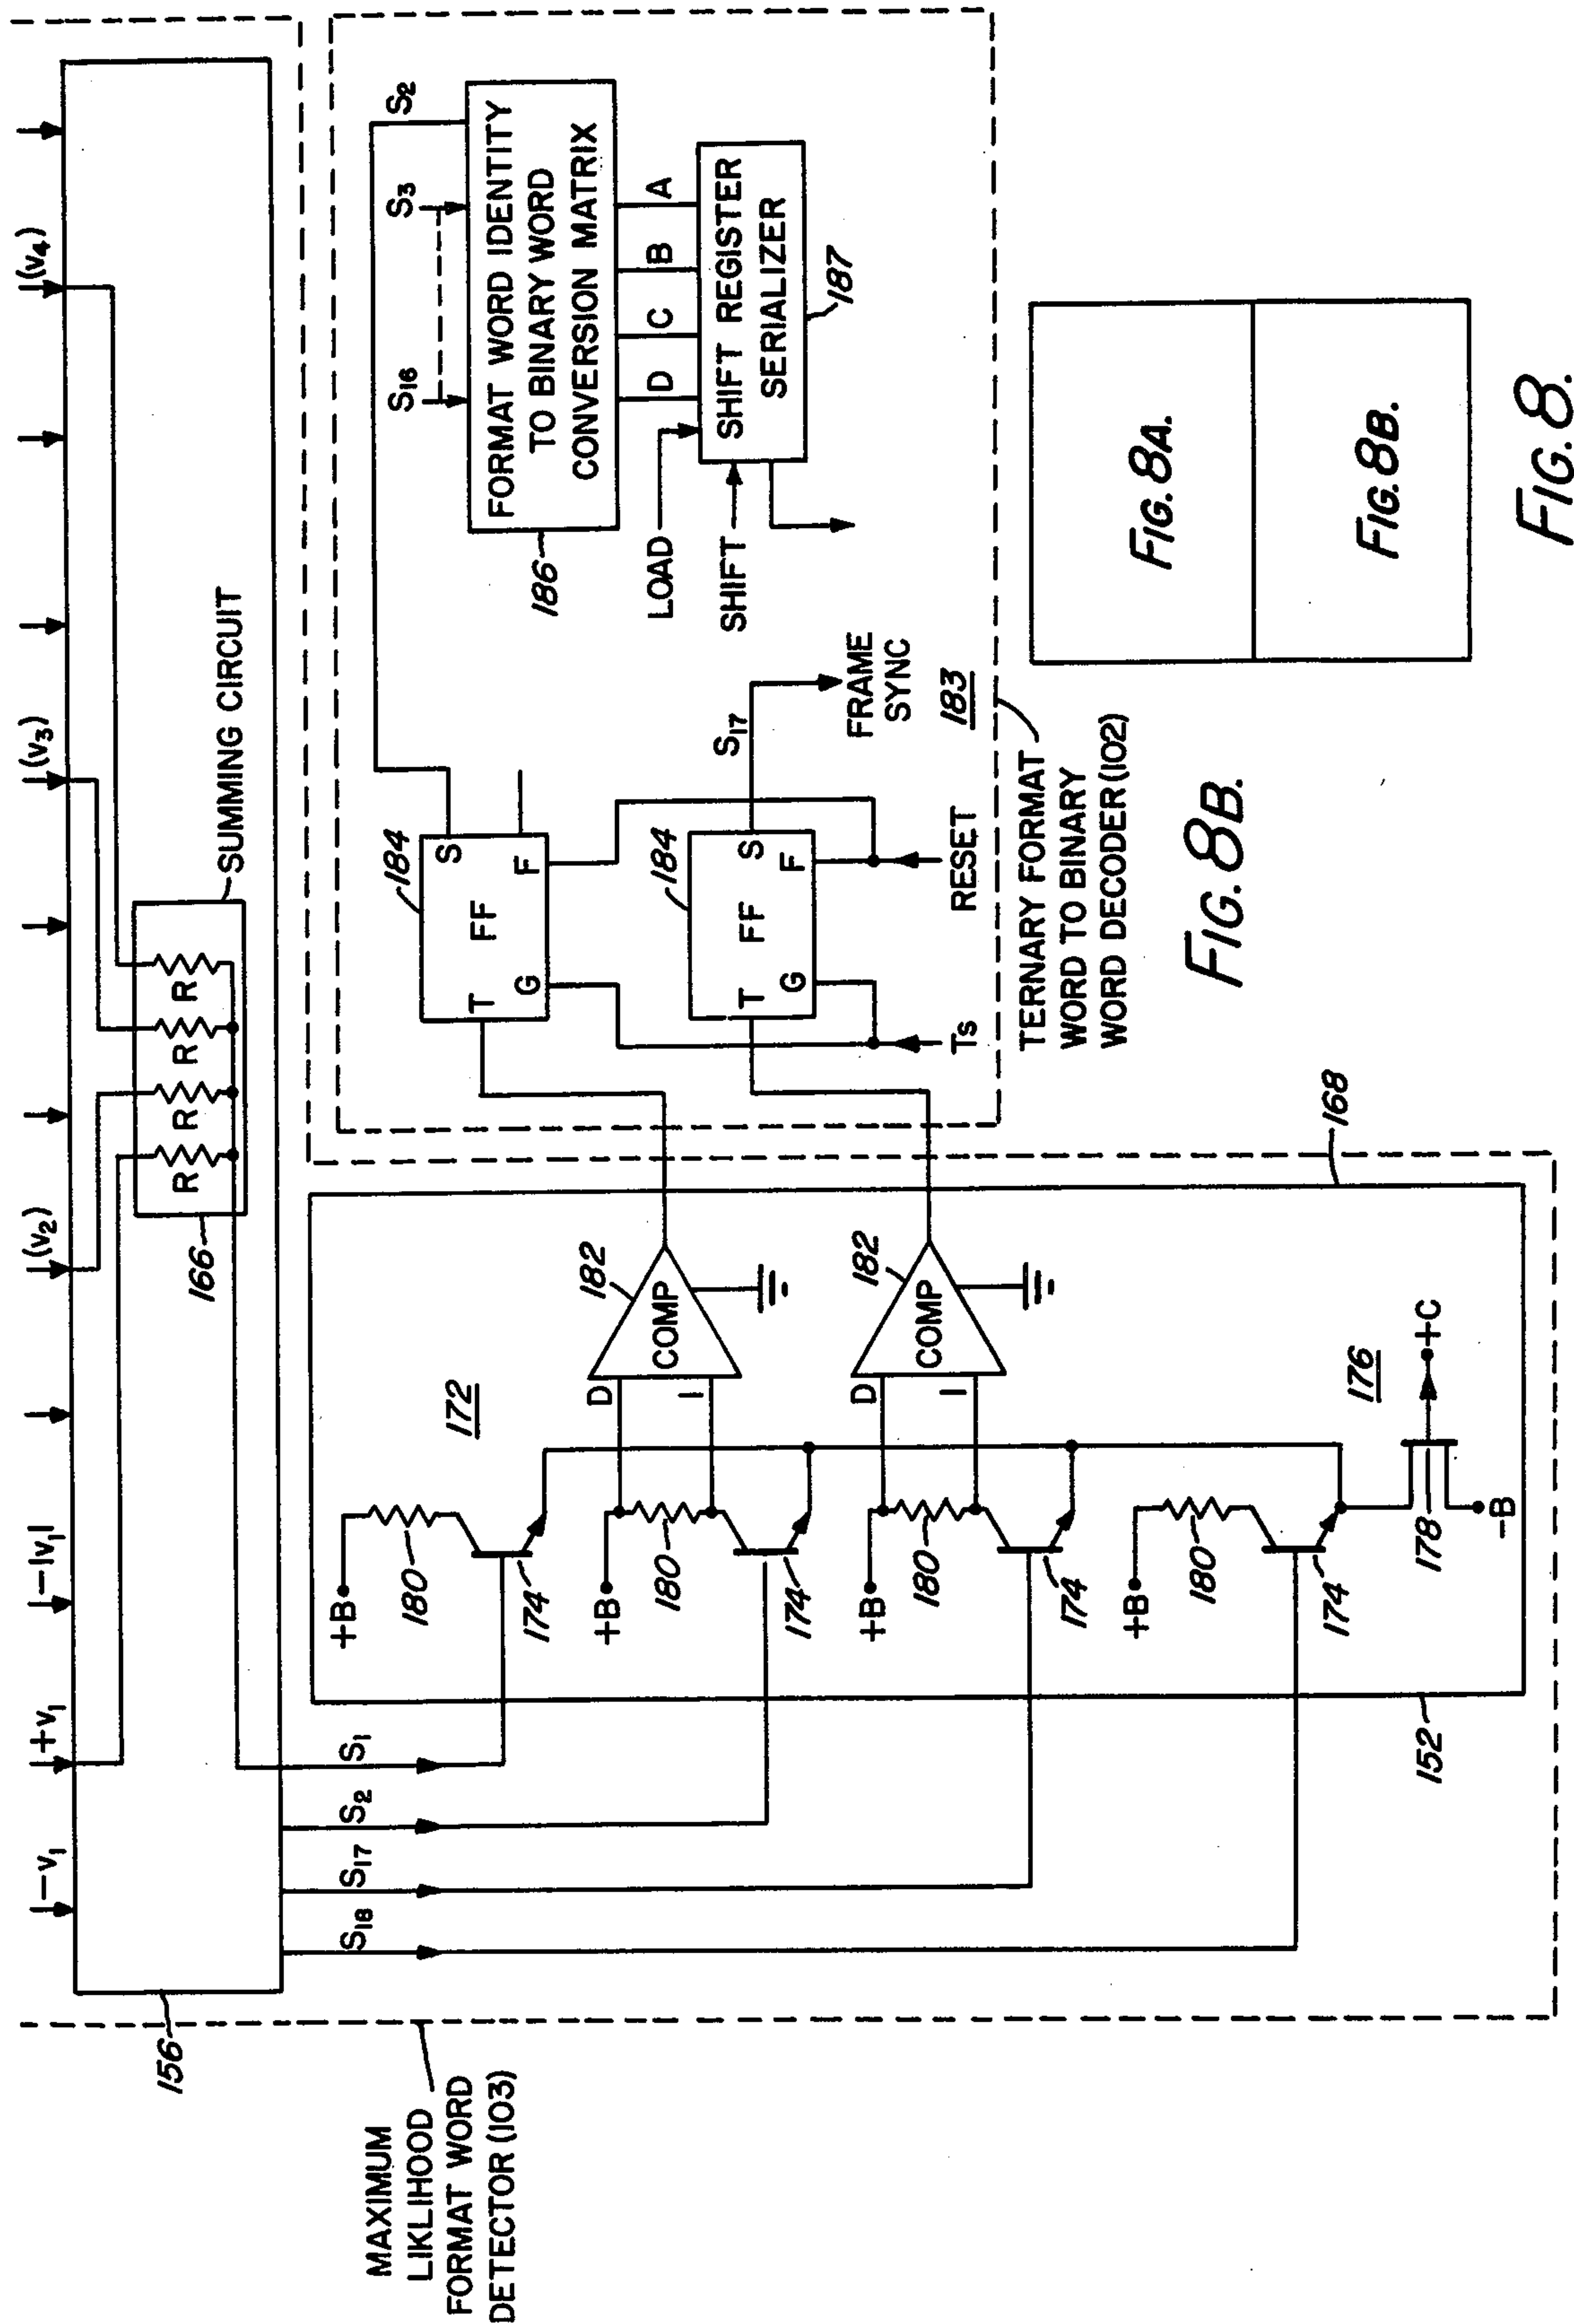 −V1
+V1
−|V1|
(V2)
(V3)
(V4)
156
166
R
R
R
R
SUMMING CIRCUIT
MAXIMUM
LIKLIHOOD
FORMAT WORD
DETECTOR (103)
S1
S2
S17
S18
152
168
172
+B
180
174
+B
180
174
D
I
COMP
182
+B
180
174
D
I
COMP
182
+B
180
174
176
178
+C
-B
184
T
FF
S
G
F
184
T
FF
S
G
F
TS
RESET
S17
FRAME
SYNC
183
S16
S3
S2
FORMAT WORD IDENTITY
TO BINARY WORD
CONVERSION MATRIX
186
D
C
B
A
LOAD
SHIFT
SHIFT REGISTER
SERIALIZER
187
TERNARY FORMAT
WORD TO BINARY
WORD DECODER (102)
FIG. 8B.
FIG. 8A.
FIG. 8B.
FIG. 8.